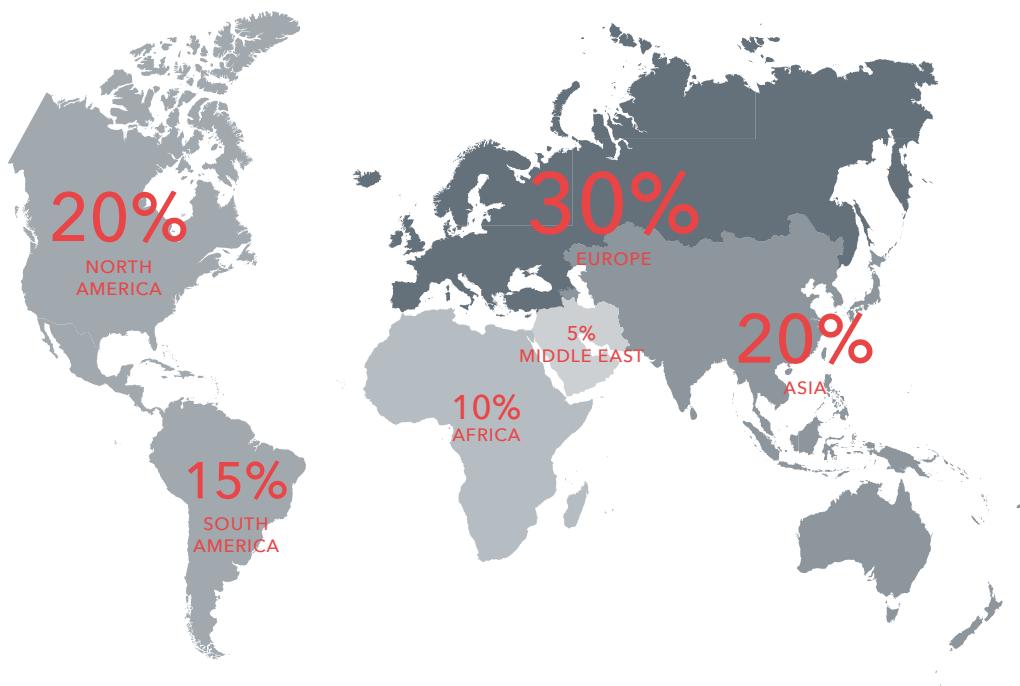 20%
NORTH
AMERICA
30%
EUROPE
20%
ASIA
5%
MIDDLE EAST
10%
AFRICA
15%
SOUTH
AMERICA